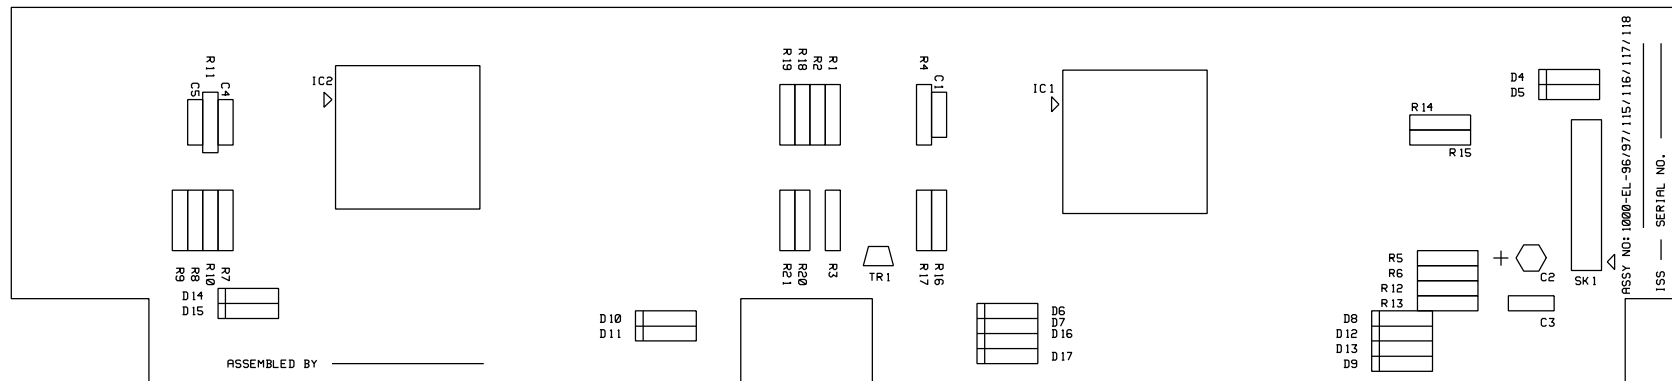 R11
C5
C4
IC2
R19
R18
R2
R1
R4
C1
IC1
R14
R15
D4
D5
R9
R8
R10
R7
D14
D15
R21
R20
R3
TR1
R17
R16
D10
D11
D6
D7
D16
D17
R5
R6
R12
R13
D8
D12
D13
D9
+
C2
C3
SK1
ASSEMBLED BY
ASSY NO: 1000-EL-96/97/115/116/117/118
ISS — SERIAL NO.